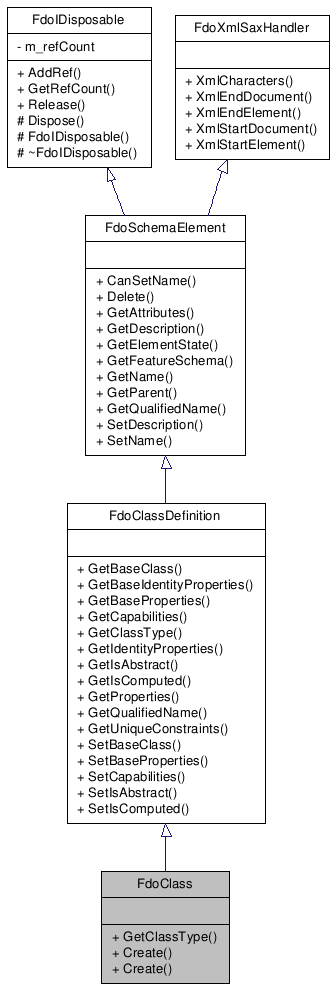 FdoIDisposable
- m_refCount
+ AddRef()
+ GetRefCount()
+ Release()
# Dispose()
# FdoIDisposable()
# ~FdoIDisposable()
FdoXmlSaxHandler
+ XmlCharacters()
+ XmlEndDocument()
+ XmlEndElement()
+ XmlStartDocument()
+ XmlStartElement()
FdoSchemaElement
+ CanSetName()
+ Delete()
+ GetAttributes()
+ GetDescription()
+ GetElementState()
+ GetFeatureSchema()
+ GetName()
+ GetParent()
+ GetQualifiedName()
+ SetDescription()
+ SetName()
FdoClassDefinition
+ GetBaseClass()
+ GetBaseIdentityProperties()
+ GetBaseProperties()
+ GetCapabilities()
+ GetClassType()
+ GetIdentityProperties()
+ GetIsAbstract()
+ GetIsComputed()
+ GetProperties()
+ GetQualifiedName()
+ GetUniqueConstraints()
+ SetBaseClass()
+ SetBaseProperties()
+ SetCapabilities()
+ SetIsAbstract()
+ SetIsComputed()
FdoClass
+ GetClassType()
+ Create()
+ Create()